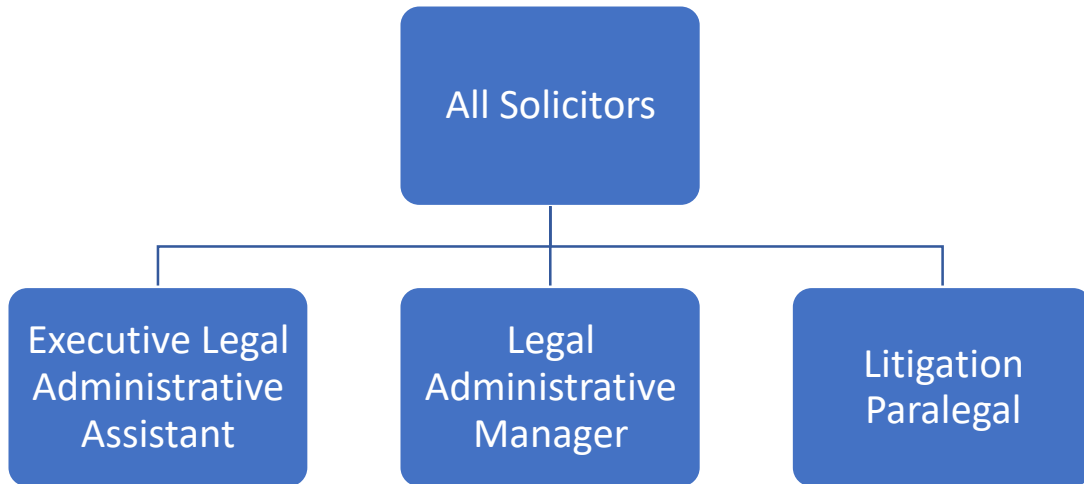 All Solicitors
Executive Legal
Administrative
Assistant
Legal
Administrative
Manager
Litigation
Paralegal